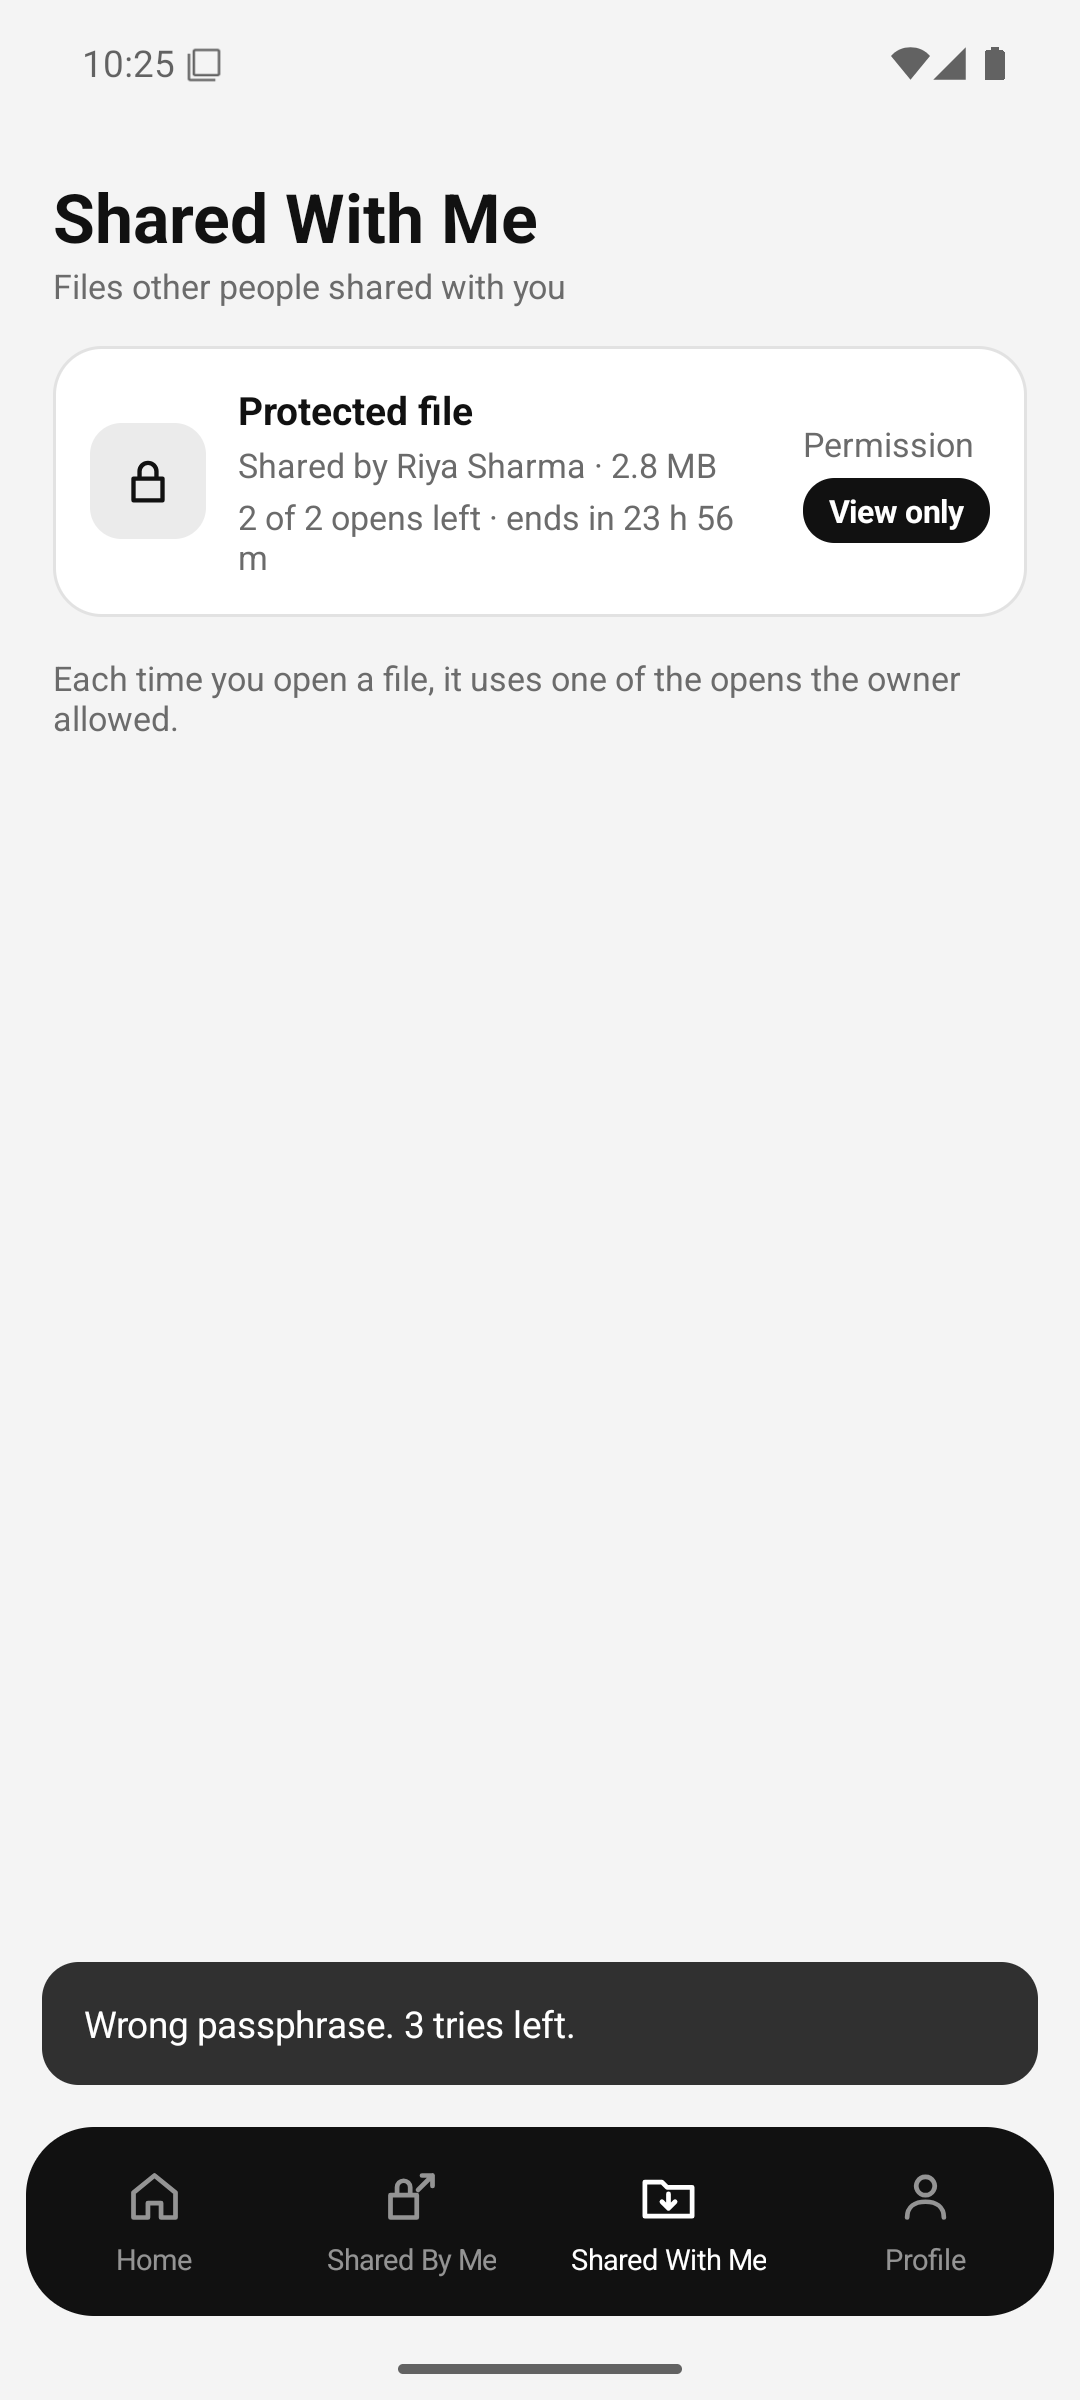 10:25
Shared With Me
Files other people shared with you
Protected file
Shared by Riya Sharma · 2.8 MB
2 of 2 opens left · ends in 23 h 56
m
Permission
View only
Each time you open a file, it uses one of the opens the owner
allowed.
Wrong passphrase. 3 tries left.
Home
Shared By Me
Shared With Me
Profile